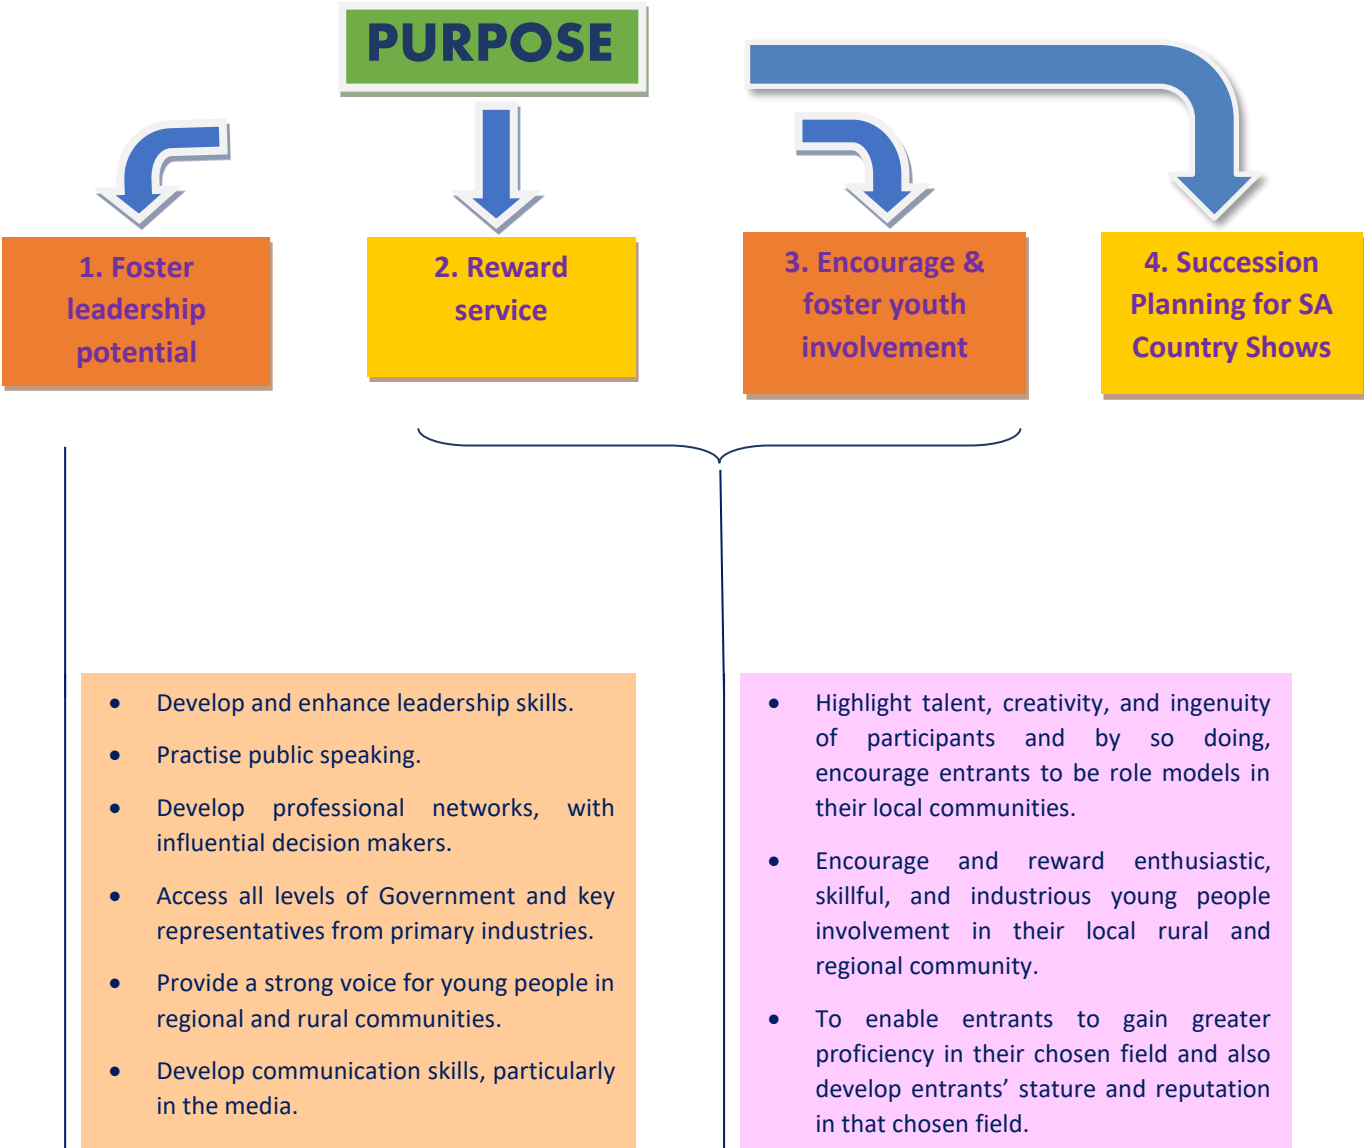 PURPOSE
1. Foster
leadership
potential
2. Reward
service
3. Encourage &
foster youth
involvement
4. Succession
Planning for SA
Country Shows
• Develop and enhance leadership skills.
• Practise public speaking.
• Develop professional networks, with
influential decision makers.
• Access all levels of Government and key
representatives from primary industries.
• Provide a strong voice for young people in
regional and rural communities.
• Develop communication skills, particularly
in the media.
• Highlight talent, creativity, and ingenuity
of participants and by so doing,
encourage entrants to be role models in
their local communities.
• Encourage and reward enthusiastic,
skillful, and industrious young people
involvement in their local rural and
regional community.
• To enable entrants to gain greater
proficiency in their chosen field and also
develop entrants’ stature and reputation
in that chosen field.